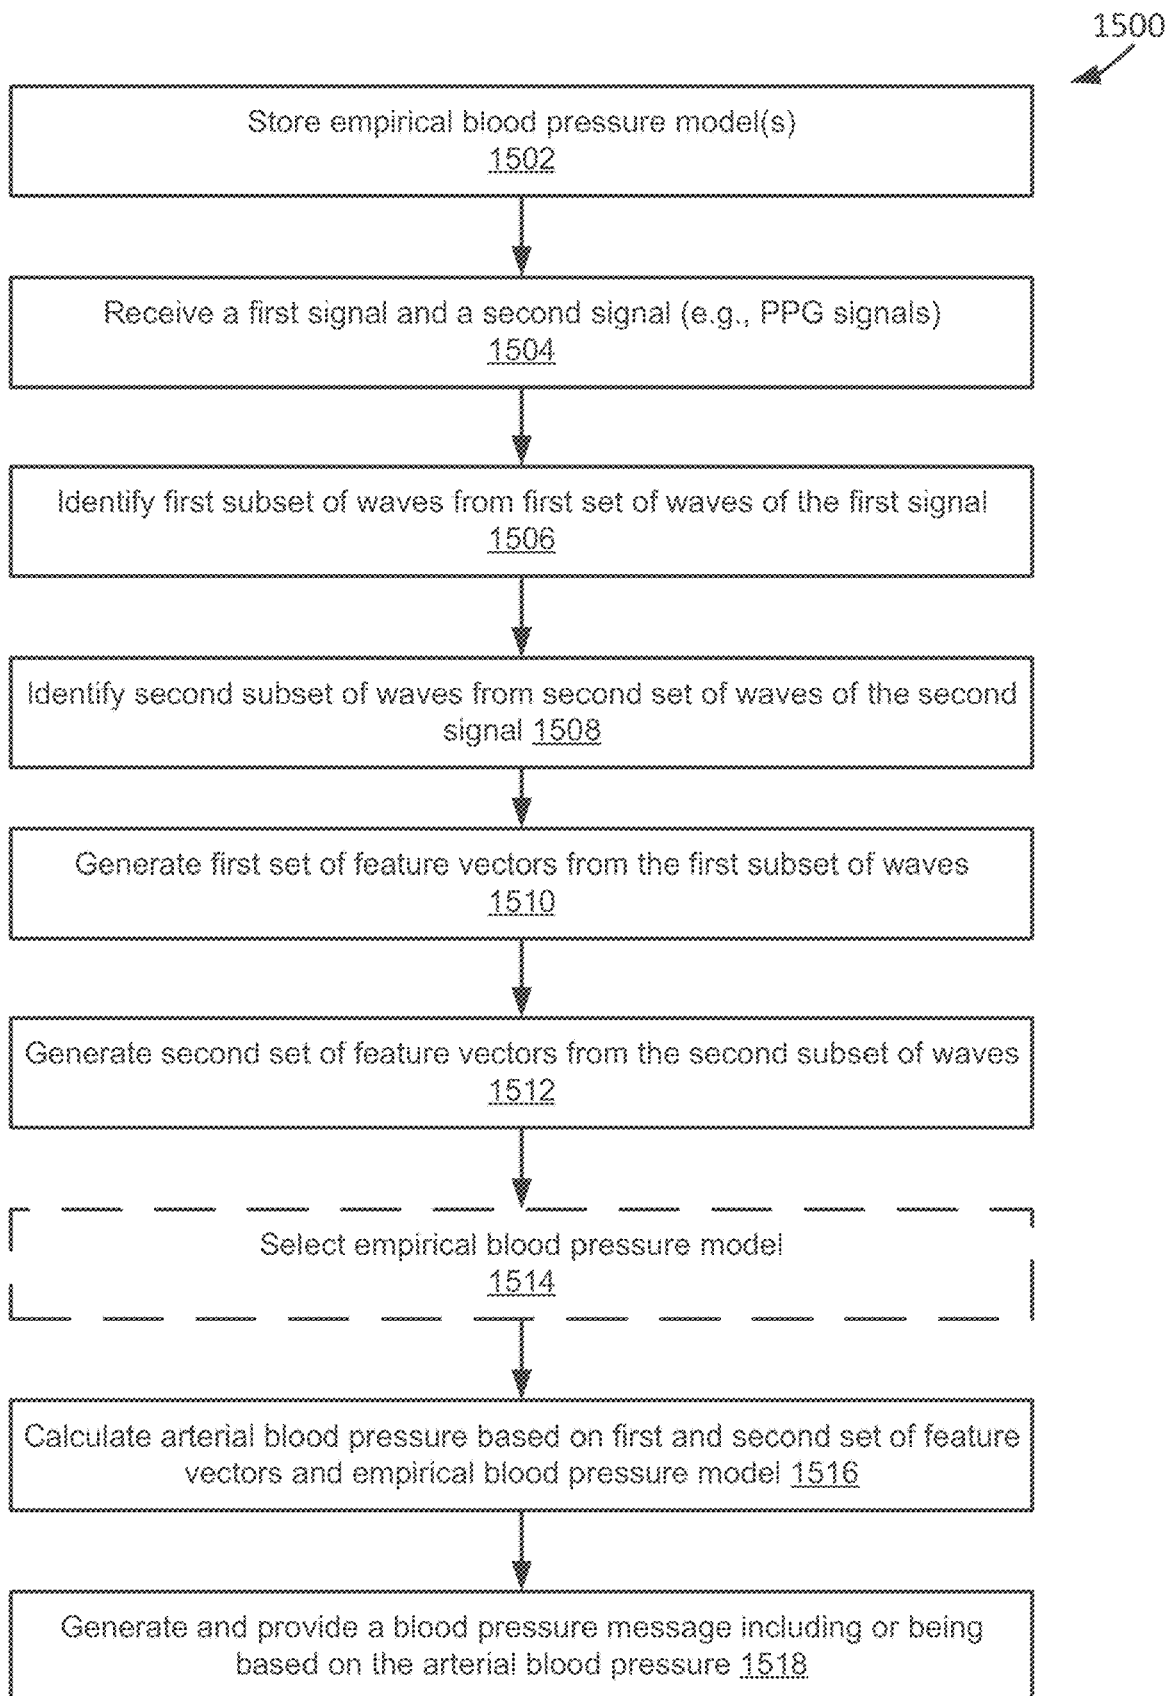 1500
Store empirical blood pressure model(s)
1502
Receive a first signal and a second signal (e.g., PPG signals)
1504
Identify first subset of waves from first set of waves of the first signal
1506
Identify second subset of waves from second set of waves of the second
signal 1508
Generate first set of feature vectors from the first subset of waves
1510
Generate second set of feature vectors from the second subset of waves
1512
Select empirical blood pressure model
1514
Calculate arterial blood pressure based on first and second set of feature
vectors and empirical blood pressure model 1516
Generate and provide a blood pressure message including or being
based on the arterial blood pressure 1518